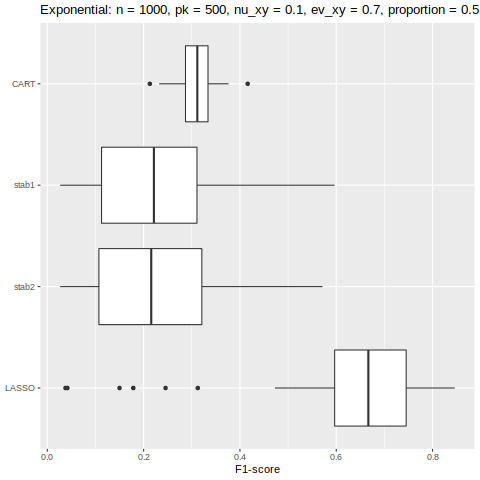 Exponential: n = 1000, pk = 500, nu_xy = 0.1, ev_xy = 0.7, proportion = 0.5
CART
stab1
stab2
LASSO
0.0 0.2 0.4 0.6 0.8
F1-score